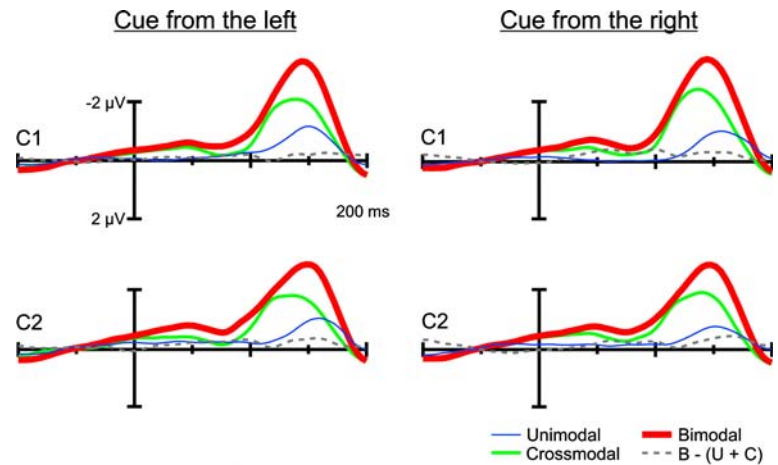 Cue from the left
Cue from the right
-2 µV
C1
C1
2 µV
200 ms
C2
C2
Unimodal
Bimodal
Crossmodal
B - (U + C)